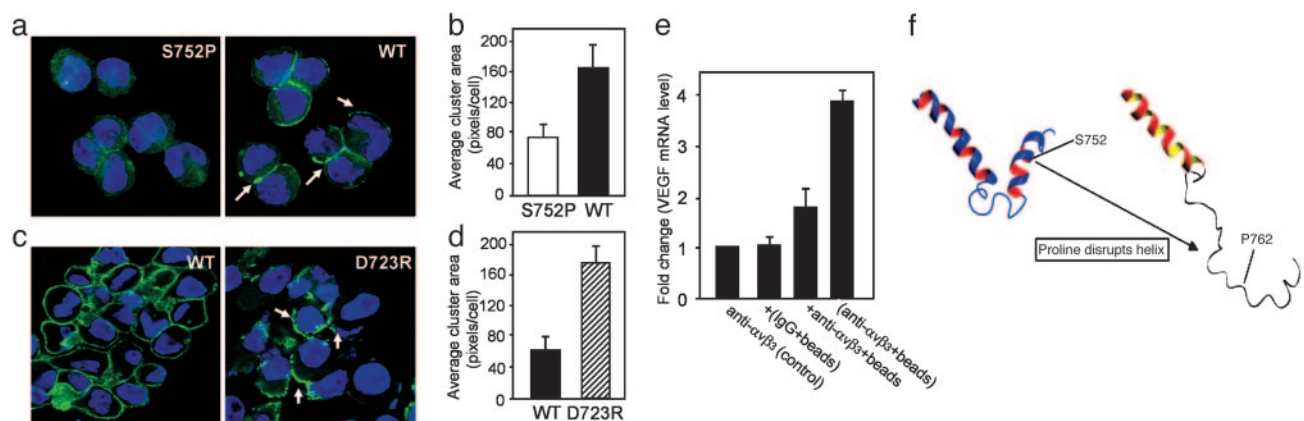 a
S752P
WT
b
Average cluster area
(pixels/cell)
200
160
120
80
40
0
S752P WT
c
WT
D723R
d
Average cluster area
(pixels/cell)
200
160
120
80
40
0
WT D723R
e
Fold change (VEGF mRNA level)
4
3
2
1
0
anti-αvβ3 (control)
+(IgG+beads)
+anti-αvβ3+beads
(anti-αvβ3+beads)
f
S752
Proline disrupts helix
P762